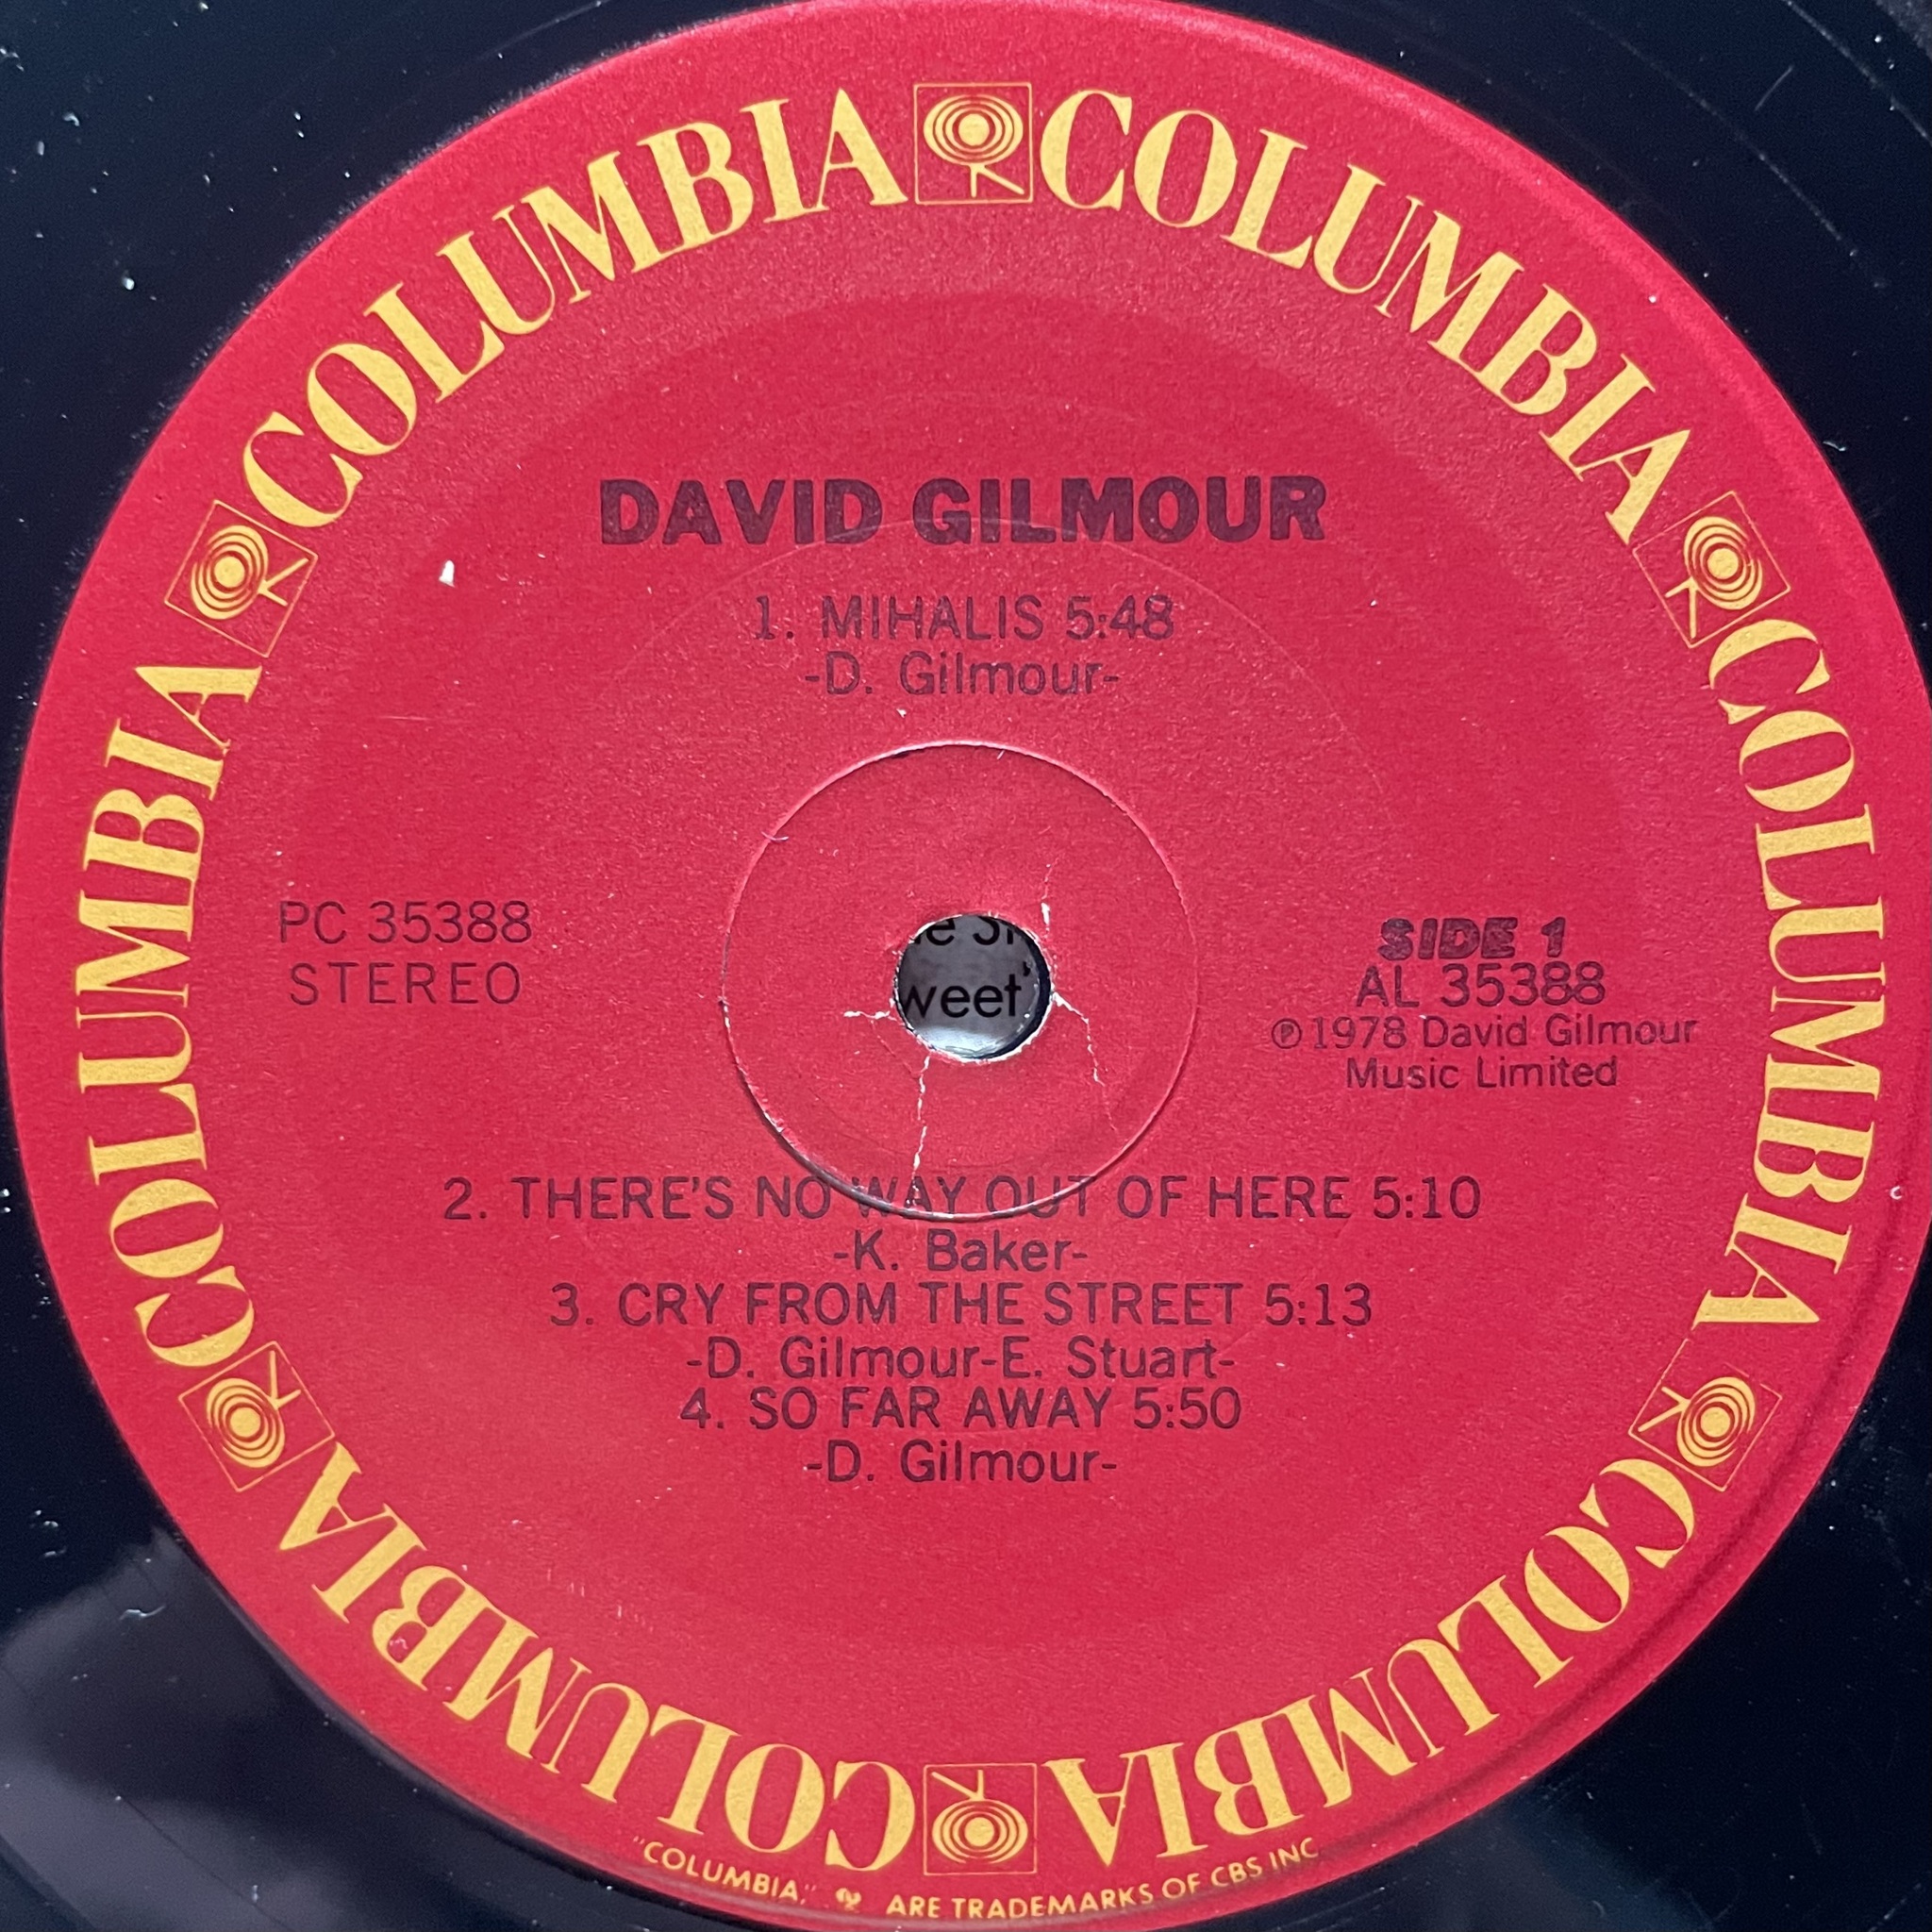 COLUMBIA COLUMBIA COLUMBIA COLUMBIA COLUMBIA COLUMBIA
DAVID GILMOUR
1. MIHALIS 5:48
-D. Gilmour-
PC 35388
STEREO
SIDE 1
AL 35388
℗ 1978 David Gilmour
Music Limited
weet'
2. THERE'S NO WAY OUT OF HERE 5:10
-K. Baker-
3. CRY FROM THE STREET 5:13
-D. Gilmour-E. Stuart-
4. SO FAR AWAY 5:50
-D. Gilmour-
"COLUMBIA," ARE TRADEMARKS OF CBS INC.